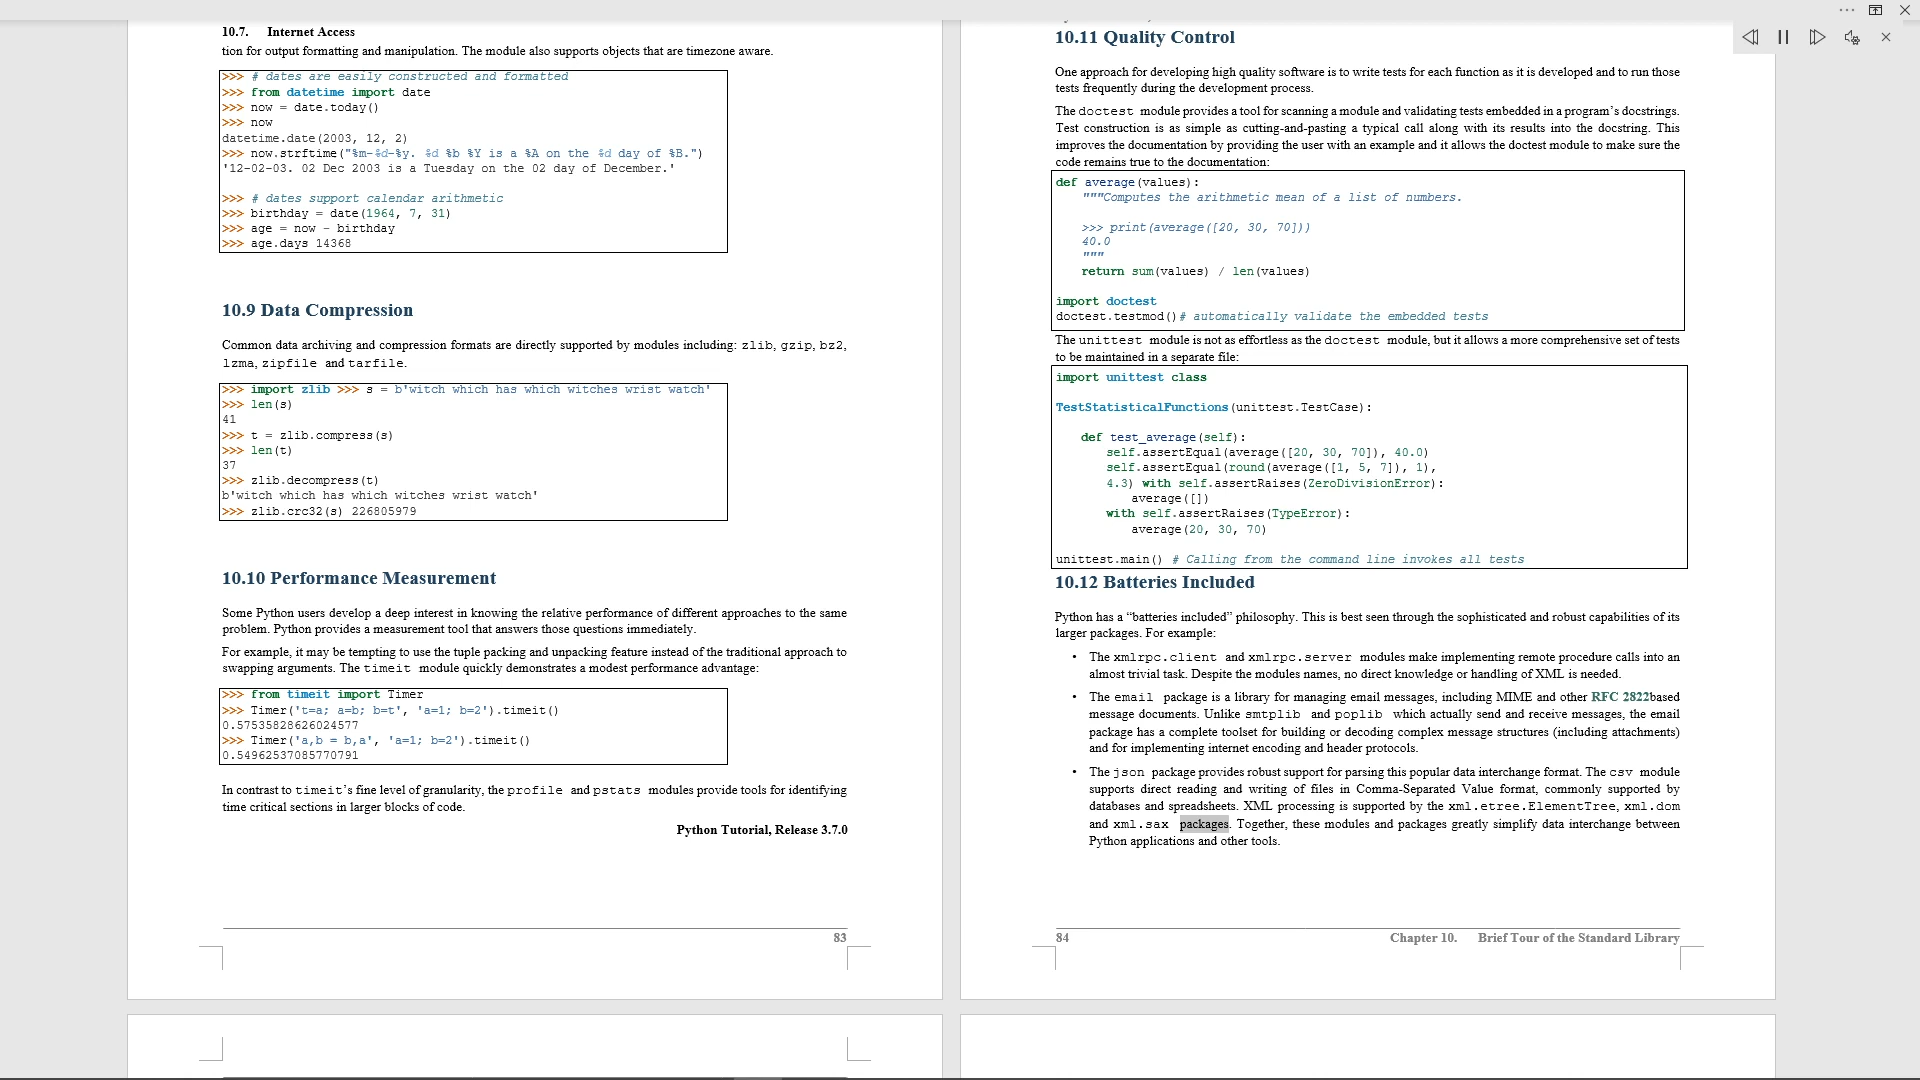 10.7. Internet Access
tion for output formatting and manipulation. The module also supports objects that are timezone aware.
>>> # dates are easily constructed and formatted
>>> from datetime import date
>>> now = date.today()
>>> now
datetime.date(2003, 12, 2)
>>> now.strftime("%m-%d-%y. %d %b %Y is a %A on the %d day of %B.")
'12-02-03. 02 Dec 2003 is a Tuesday on the 02 day of December.'
>>> # dates support calendar arithmetic
>>> birthday = date(1964, 7, 31)
>>> age = now - birthday
>>> age.days 14368
10.9 Data Compression
Common data archiving and compression formats are directly supported by modules including: zlib, gzip, bz2,
lzma, zipfile and tarfile.
>>> import zlib >>> s = b'witch which has which witches wrist watch'
>>> len(s)
41
>>> t = zlib.compress(s)
>>> len(t)
37
>>> zlib.decompress(t)
b'witch which has which witches wrist watch'
>>> zlib.crc32(s) 226805979
10.10 Performance Measurement
Some Python users develop a deep interest in knowing the relative performance of different approaches to the same
problem. Python provides a measurement tool that answers those questions immediately.
For example, it may be tempting to use the tuple packing and unpacking feature instead of the traditional approach to
swapping arguments. The timeit module quickly demonstrates a modest performance advantage:
>>> from timeit import Timer
>>> Timer('t=a; a=b; b=t', 'a=1; b=2').timeit()
0.57535828626024577
>>> Timer('a,b = b,a', 'a=1; b=2').timeit()
0.54962537085770791
In contrast to timeit's fine level of granularity, the profile and pstats modules provide tools for identifying
time critical sections in larger blocks of code.
Python Tutorial, Release 3.7.0
83
10.11 Quality Control
One approach for developing high quality software is to write tests for each function as it is developed and to run those
tests frequently during the development process.
The doctest module provides a tool for scanning a module and validating tests embedded in a program's docstrings.
Test construction is as simple as cutting-and-pasting a typical call along with its results into the docstring. This
improves the documentation by providing the user with an example and it allows the doctest module to make sure the
code remains true to the documentation:
def average(values):
"""Computes the arithmetic mean of a list of numbers.
>>> print(average([20, 30, 70]))
40.0
"""
return sum(values) / len(values)
import doctest
doctest.testmod()# automatically validate the embedded tests
The unittest module is not as effortless as the doctest module, but it allows a more comprehensive set of tests
to be maintained in a separate file:
import unittest class
TestStatisticalFunctions(unittest.TestCase):
def test_average(self):
self.assertEqual(average([20, 30, 70]), 40.0)
self.assertEqual(round(average([1, 5, 7]), 1),
4.3) with self.assertRaises(ZeroDivisionError):
average([])
with self.assertRaises(TypeError):
average(20, 30, 70)
unittest.main() # Calling from the command line invokes all tests
10.12 Batteries Included
Python has a “batteries included” philosophy. This is best seen through the sophisticated and robust capabilities of its
larger packages. For example:
• The xmlrpc.client and xmlrpc.server modules make implementing remote procedure calls into an
almost trivial task. Despite the modules names, no direct knowledge or handling of XML is needed.
• The email package is a library for managing email messages, including MIME and other RFC 2822based
message documents. Unlike smtplib and poplib which actually send and receive messages, the email
package has a complete toolset for building or decoding complex message structures (including attachments)
and for implementing internet encoding and header protocols.
• The json package provides robust support for parsing this popular data interchange format. The csv module
supports direct reading and writing of files in Comma-Separated Value format, commonly supported by
databases and spreadsheets. XML processing is supported by the xml.etree.ElementTree, xml.dom
and xml.sax packages. Together, these modules and packages greatly simplify data interchange between
Python applications and other tools.
84 Chapter 10. Brief Tour of the Standard Library